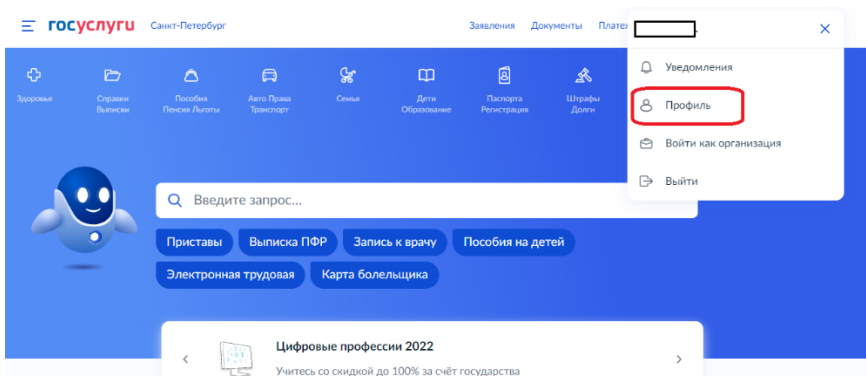 госуслуги Санкт-Петербург Заявления Документы
Уведомления
Профиль
Войти как организация
Выйти
Здоровье
Справки
Выписки
Пособия
Пенсия Льготы
Авто Права
Транспорт
Семья
Дети
Образование
Паспорта
Регистрация
Штрафы
Долги
Введите запрос...
Приставы Выписка ПФР Запись к врачу Пособия на детей
Электронная трудовая Карта болельщика
Цифровые профессии 2022
Учитесь со скидкой до 100% за счёт государства